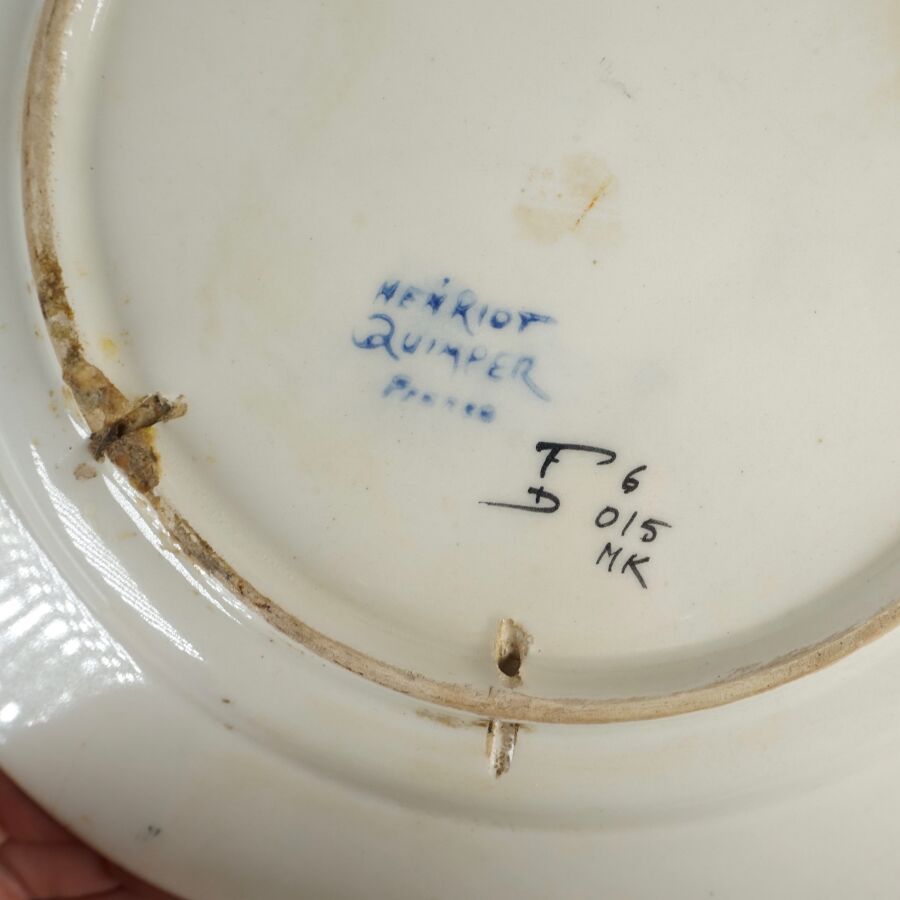 HENRIOT
QUIMPER
France
F 6
D 015
MK